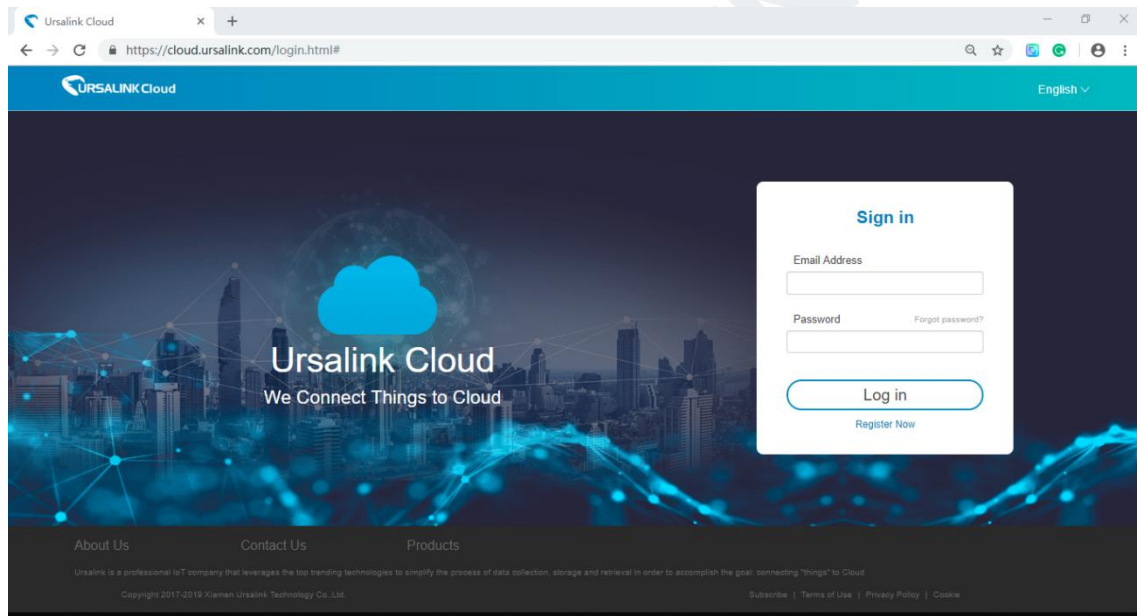 Ursalink Cloud
https://cloud.ursalink.com/login.html#
URSALINK Cloud
English
Sign in
Email Address
Password Forgot password?
Log in
Register Now
Ursalink Cloud
We Connect Things to Cloud
About Us Contact Us Products
Ursalink is a professional IoT company that leverages the top trending technologies to simplify the process of data collection, storage and retrieval in order to accomplish the goal: connecting "things" to Cloud
Copyright 2017-2019 Xiamen Ursalink Technology Co.,Ltd. Subscribe | Terms of Use | Privacy Policy | Cookie